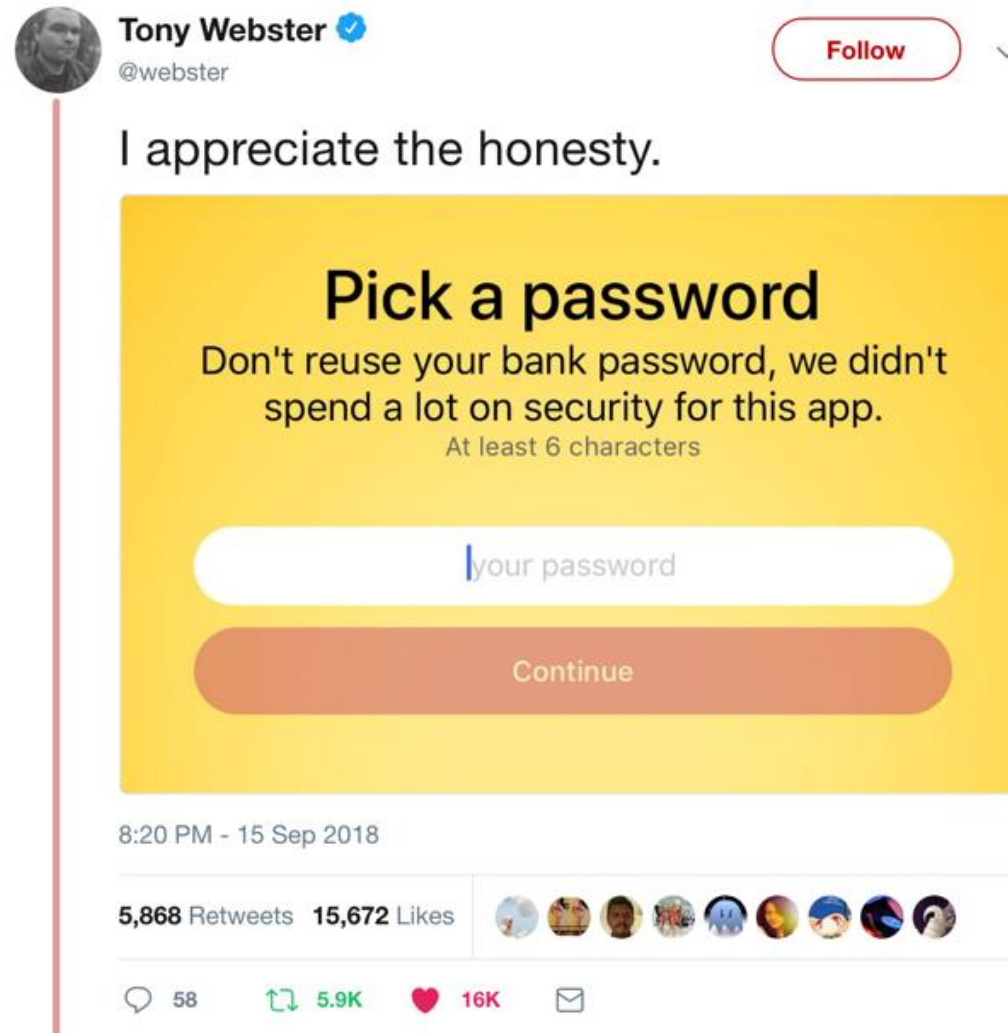 Tony Webster
@webster
Follow
I appreciate the honesty.
Pick a password
Don't reuse your bank password, we didn't
spend a lot on security for this app.
At least 6 characters
your password
Continue
8:20 PM - 15 Sep 2018
5,868 Retweets 15,672 Likes
58 5.9K 16K